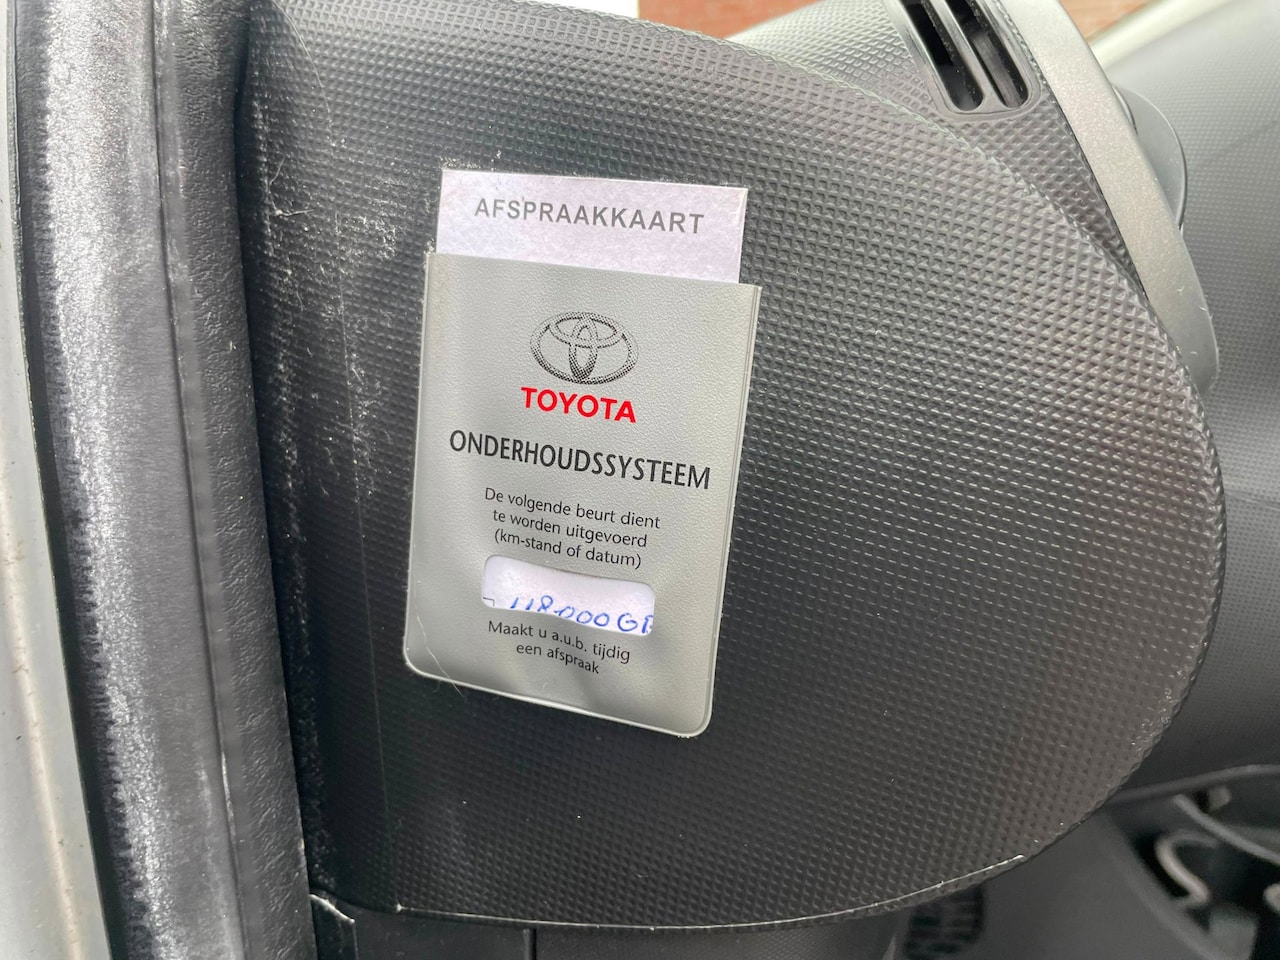 AFSPRAAKKAART
TOYOTA
ONDERHOUDSSYSTEEM
De volgende beurt dient
te worden uitgevoerd
(km-stand of datum)
118.000
Maakt u a.u.b. tijdig
een afspraak